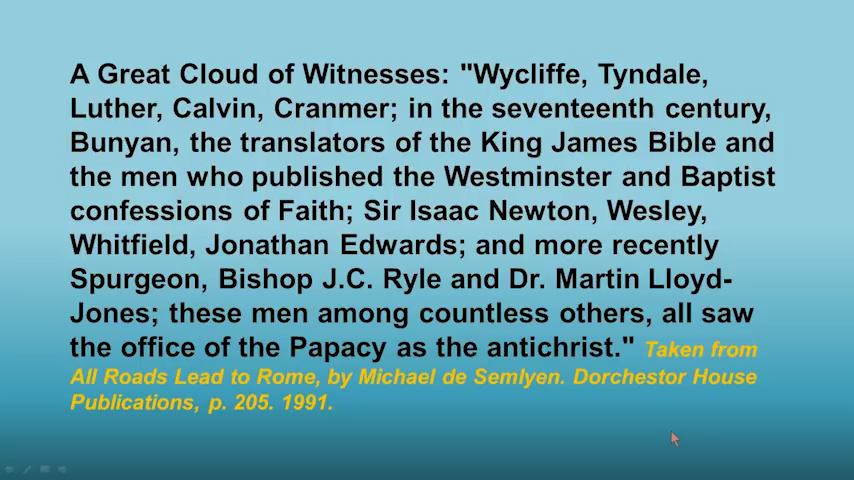 A Great Cloud of Witnesses: "Wycliffe, Tyndale,
Luther, Calvin, Cranmer; in the seventeenth century,
Bunyan, the translators of the King James Bible and
the men who published the Westminster and Baptist
confessions of Faith; Sir Isaac Newton, Wesley,
Whitfield, Jonathan Edwards; and more recently
Spurgeon, Bishop J.C. Ryle and Dr. Martin Lloyd-
Jones; these men among countless others, all saw
the office of the Papacy as the antichrist." Taken from
All Roads Lead to Rome, by Michael de Semlyen. Dorchestor House
Publications, p. 205. 1991.